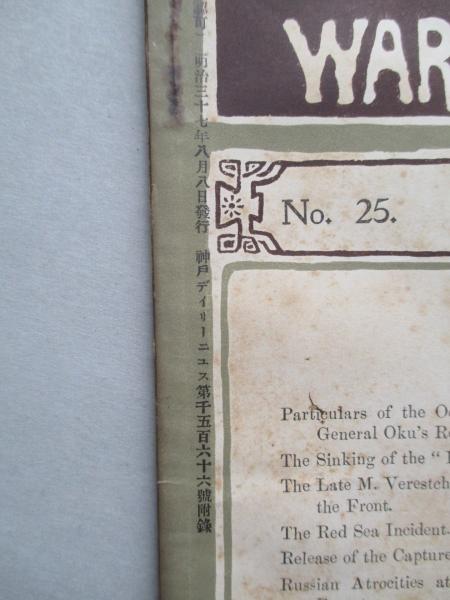 WAR
No. 25.
明治三十七年八月八日發行 神戸デイリーニユス第千五百六十六號附錄
Particulars of the
General Oku's
The Sinking of the "
The Late M.
the Front.
The Red Sea Incident.
Release of the
Russian Atrocities at